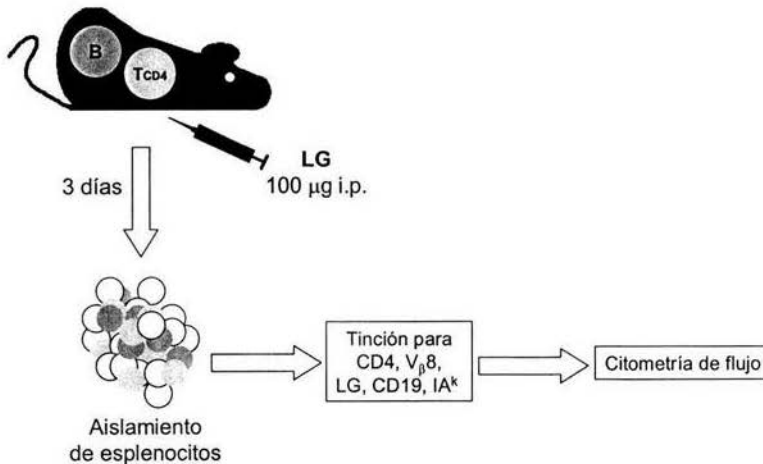 B
TCD4
LG
100 µg i.p.
3 días
Aislamiento
de esplenocitos
Tinción para
CD4, Vβ8,
LG, CD19, IAᵏ
Citometría de flujo